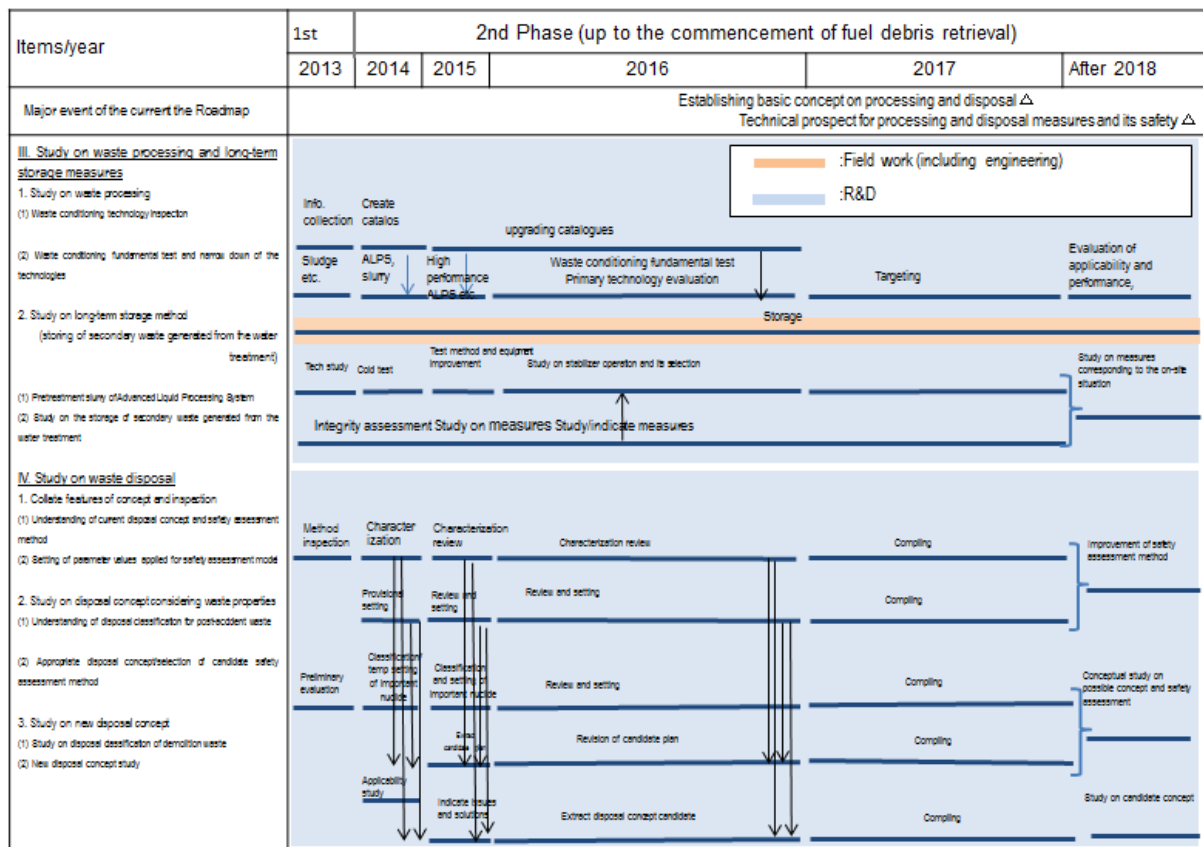 Items/year
1st
2nd Phase (up to the commencement of fuel debris retrieval)
2013
2014
2015
2016
2017
After 2018
Major event of the current the Roadmap
Establishing basic concept on processing and disposal △
Technical prospect for processing and disposal measures and its safety △
III. Study on waste processing and long-term
storage measures
1. Study on waste processing
(1) Waste conditioning technology inspection
(2) Waste conditioning fundamental test and narrow down of the
technologies
2. Study on long-term storage method
(storing of secondary waste generated from the water
treatment)
(1) Pretreatment slurry of Advanced Liquid Processing System
(2) Study on the storage of secondary waste generated from the
water treatment
:Field work (including engineering)
:R&D
Info.
collection
Create
catalos
upgrading catalogues
Sludge
etc.
ALPS,
slurry
High
performance
ALPS etc.
Waste conditioning fundamental test
Primary technology evaluation
Targeting
Evaluation of
applicability and
performance,
Storage
Tech study
Cold test
Test method and equipment
improvement
Study on stabilizer operation and its selection
Study on measures
corresponding to the on-site
situation
Integrity assessment Study on measures Study/indicate measures
IV. Study on waste disposal
1. Collate features of concept and inspection
(1) Understanding of current disposal concept and safety assessment
method
(2) Setting of parameter values applied for safety assessment model
2. Study on disposal concept considering waste properties
(1) Understanding of disposal classification for post-accident waste
(2) Appropriate disposal concept/selection of candidate safety
assessment method
3. Study on new disposal concept
(1) Study on disposal classification of demolition waste
(2) New disposal concept study
Method
inspection
Character
ization
Characterization
review
Characterization review
Compiling
Improvement of safety
assessment method
Provisions
setting
Review and
setting
Review and setting
Compiling
Preliminary
evaluation
Classification/
temp setting
of important
nuclide
Classification
and setting of
important nuclide
Review and setting
Compiling
Conceptual study on
possible concept and safety
assessment
candidate plan
Revision of candidate plan
Compiling
Applicability
study
Indicate issues
and solutions
Extract disposal concept candidate
Compiling
Study on candidate concept